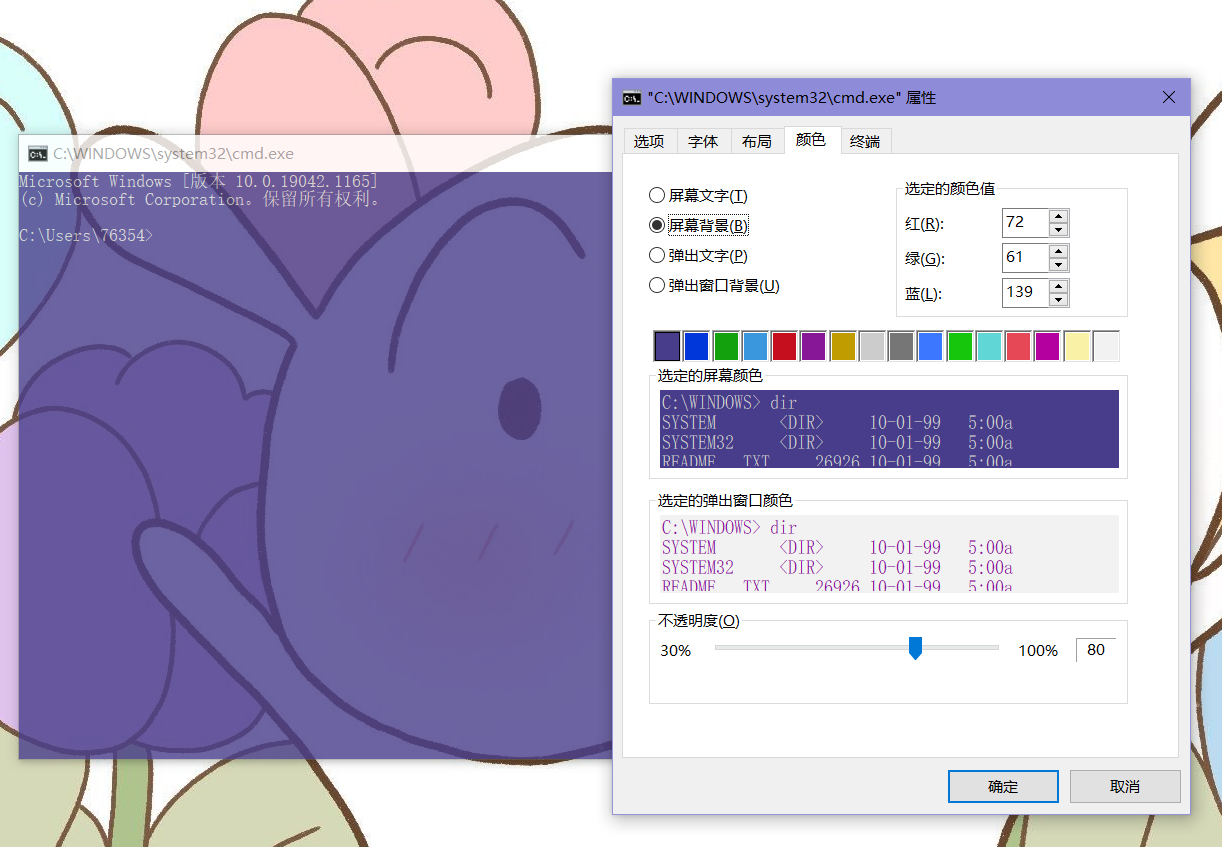 C:\WINDOWS\system32\cmd.exe
Microsoft Windows [版本 10.0.19042.1165]
(c) Microsoft Corporation。保留所有权利。
C:\Users\76354>
"C:\WINDOWS\system32\cmd.exe" 属性
选项 字体 布局 颜色 终端
屏幕文字(T)
屏幕背景(B)
弹出文字(P)
弹出窗口背景(U)
选定的颜色值
红(R): 72
绿(G): 61
蓝(L): 139
选定的屏幕颜色
C:\WINDOWS> dir
SYSTEM <DIR> 10-01-99 5:00a
SYSTEM32 <DIR> 10-01-99 5:00a
README TXT 26926 10-01-99 5:00a
选定的弹出窗口颜色
C:\WINDOWS> dir
SYSTEM <DIR> 10-01-99 5:00a
SYSTEM32 <DIR> 10-01-99 5:00a
README TXT 26926 10-01-99 5:00a
不透明度(O)
30% 100% 80
确定 取消